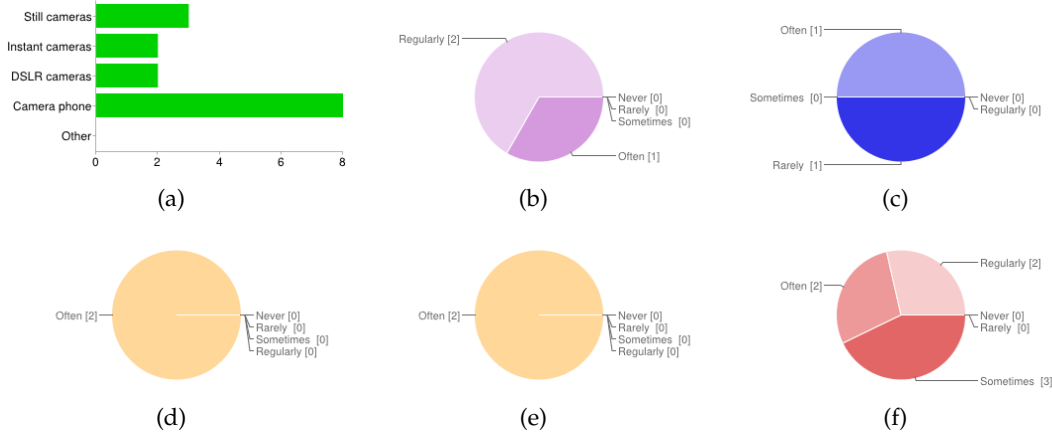 Still cameras
Instant cameras
DSLR cameras
Camera phone
Other
0 2 4 6 8
(a)
Regularly [2]
Never [0]
Rarely [0]
Sometimes [0]
Often [1]
(b)
Often [1]
Sometimes [0]
Never [0]
Regularly [0]
Rarely [1]
(c)
Often [2]
Never [0]
Rarely [0]
Sometimes [0]
Regularly [0]
(d)
Often [2]
Never [0]
Rarely [0]
Sometimes [0]
Regularly [0]
(e)
Regularly [2]
Often [2]
Never [0]
Rarely [0]
Sometimes [3]
(f)